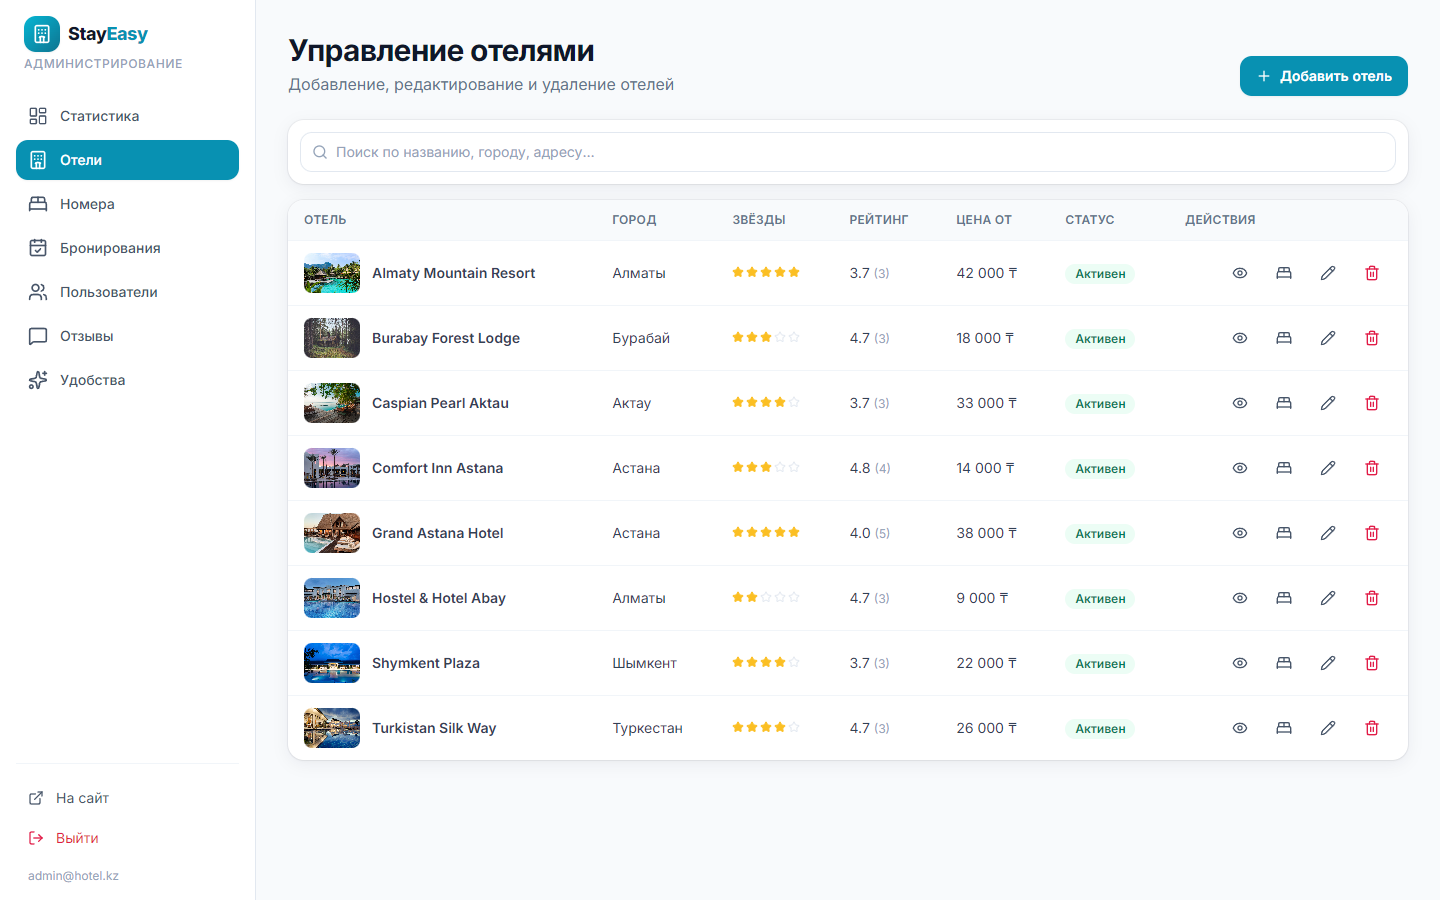 StayEasy
АДМИНИСТРИРОВАНИЕ
Статистика
Отели
Номера
Бронирования
Пользователи
Отзывы
Удобства
На сайт
Выйти
admin@hotel.kz
Управление отелями
Добавление, редактирование и удаление отелей
Добавить отель
Поиск по названию, городу, адресу...
ОТЕЛЬ ГОРОД ЗВЁЗДЫ РЕЙТИНГ ЦЕНА ОТ СТАТУС ДЕЙСТВИЯ
Almaty Mountain Resort Алматы 3.7 (3) 42 000 ₸ Активен
Burabay Forest Lodge Бурабай 4.7 (3) 18 000 ₸ Активен
Caspian Pearl Aktau Актау 3.7 (3) 33 000 ₸ Активен
Comfort Inn Astana Астана 4.8 (4) 14 000 ₸ Активен
Grand Astana Hotel Астана 4.0 (5) 38 000 ₸ Активен
Hostel & Hotel Abay Алматы 4.7 (3) 9 000 ₸ Активен
Shymkent Plaza Шымкент 3.7 (3) 22 000 ₸ Активен
Turkistan Silk Way Туркестан 4.7 (3) 26 000 ₸ Активен